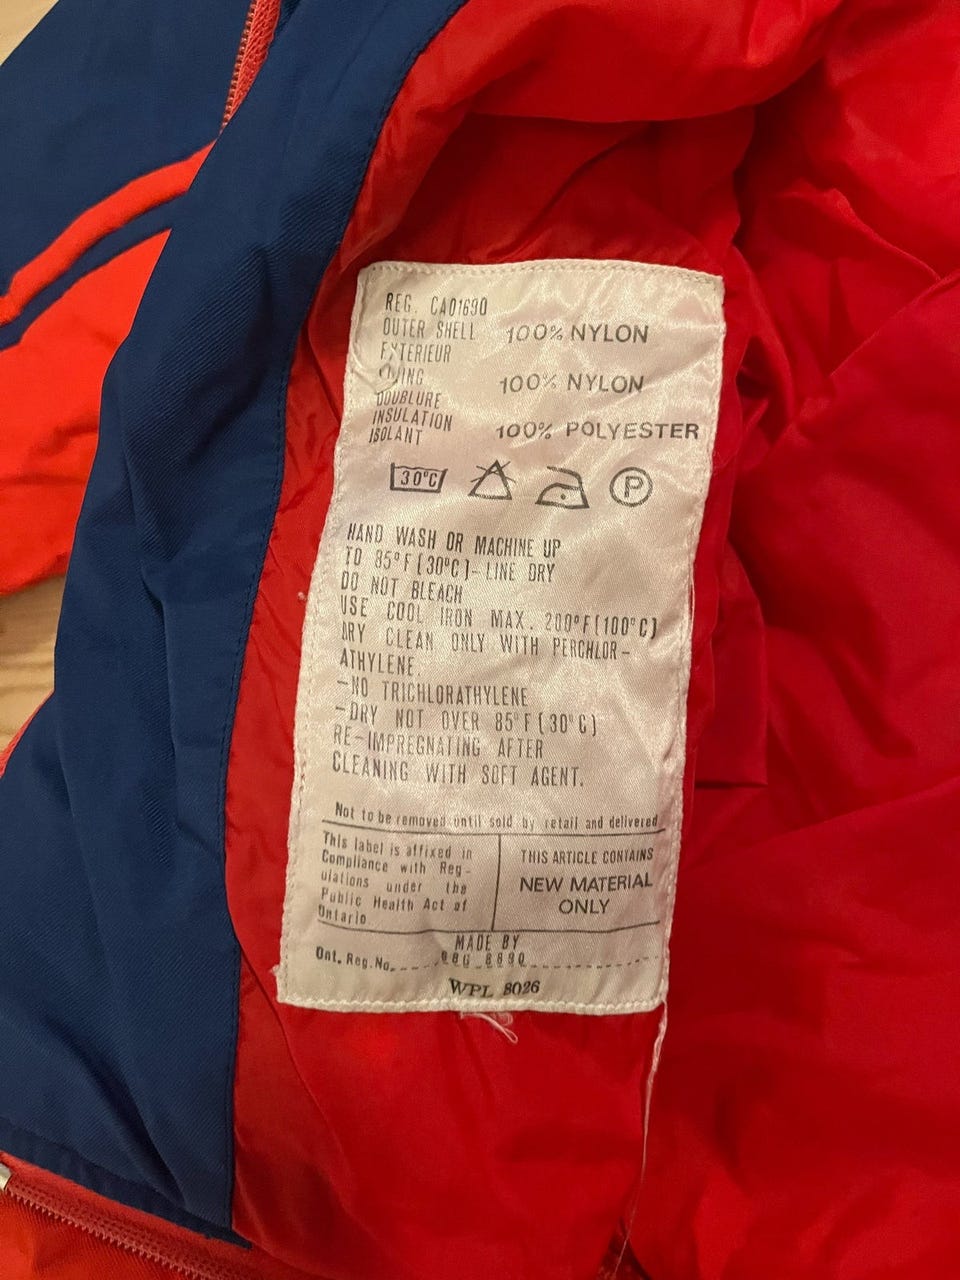 REG. CA01690
OUTER SHELL 100% NYLON
EXTERIEUR
LINING 100% NYLON
DOUBLURE
INSULATION 100% POLYESTER
ISOLANT
30°C P
HAND WASH OR MACHINE UP
TO 85°F(30°C)-LINE DRY
DO NOT BLEACH
USE COOL IRON MAX. 200°F(100°C)
DRY CLEAN ONLY WITH PERCHLOR-
ATHYLENE.
-NO TRICHLORATHYLENE
-DRY NOT OVER 85°F(30°C)
RE-IMPREGNATING AFTER
CLEANING WITH SOFT AGENT.
Not to be removed until sold by retail and delivered
This label is affixed in
Compliance with Reg-
ulations under the
Public Health Act of
Ontario
THIS ARTICLE CONTAINS
NEW MATERIAL
ONLY
MADE BY
Ont. Reg. No.
WPL 8026